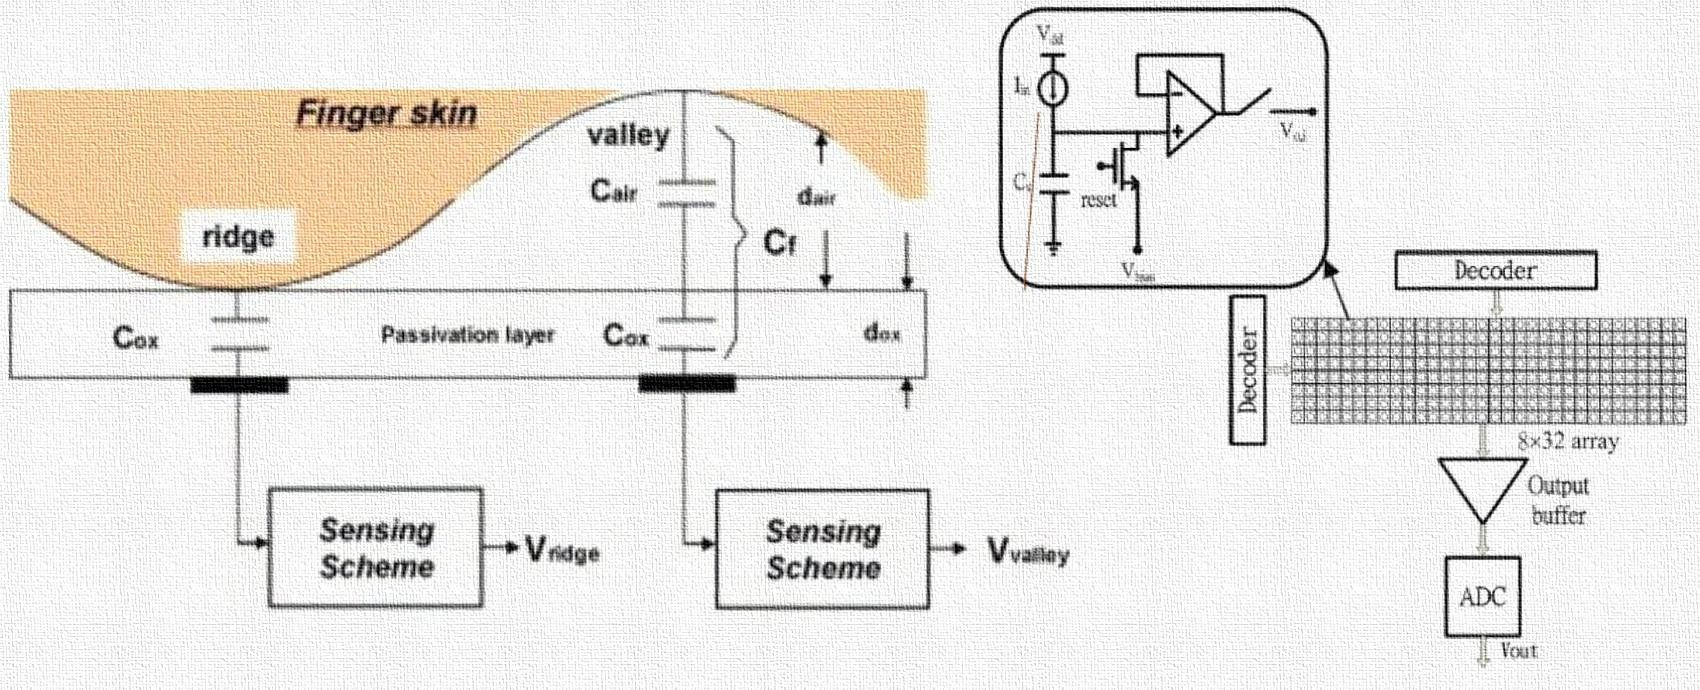 Finger skin
valley
Cair
dair
ridge
Cf
Cox
Passivation layer
Cox
dox
Sensing
Scheme
Vridge
Sensing
Scheme
Vvalley
Vdd
reset
Decoder
Decoder
8×32 array
Output
buffer
ADC
Vout